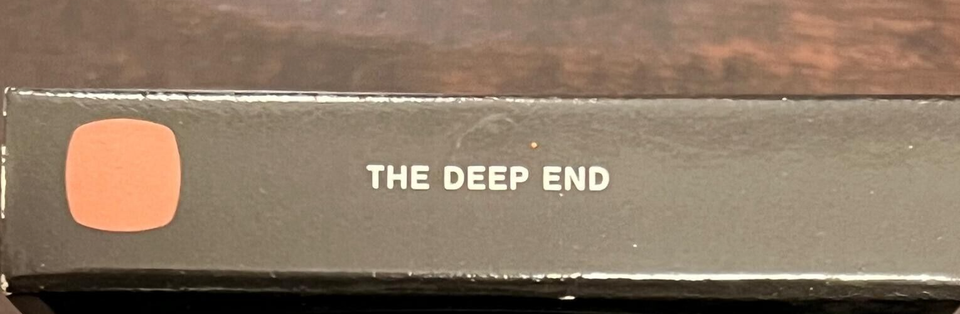 THE DEEP END